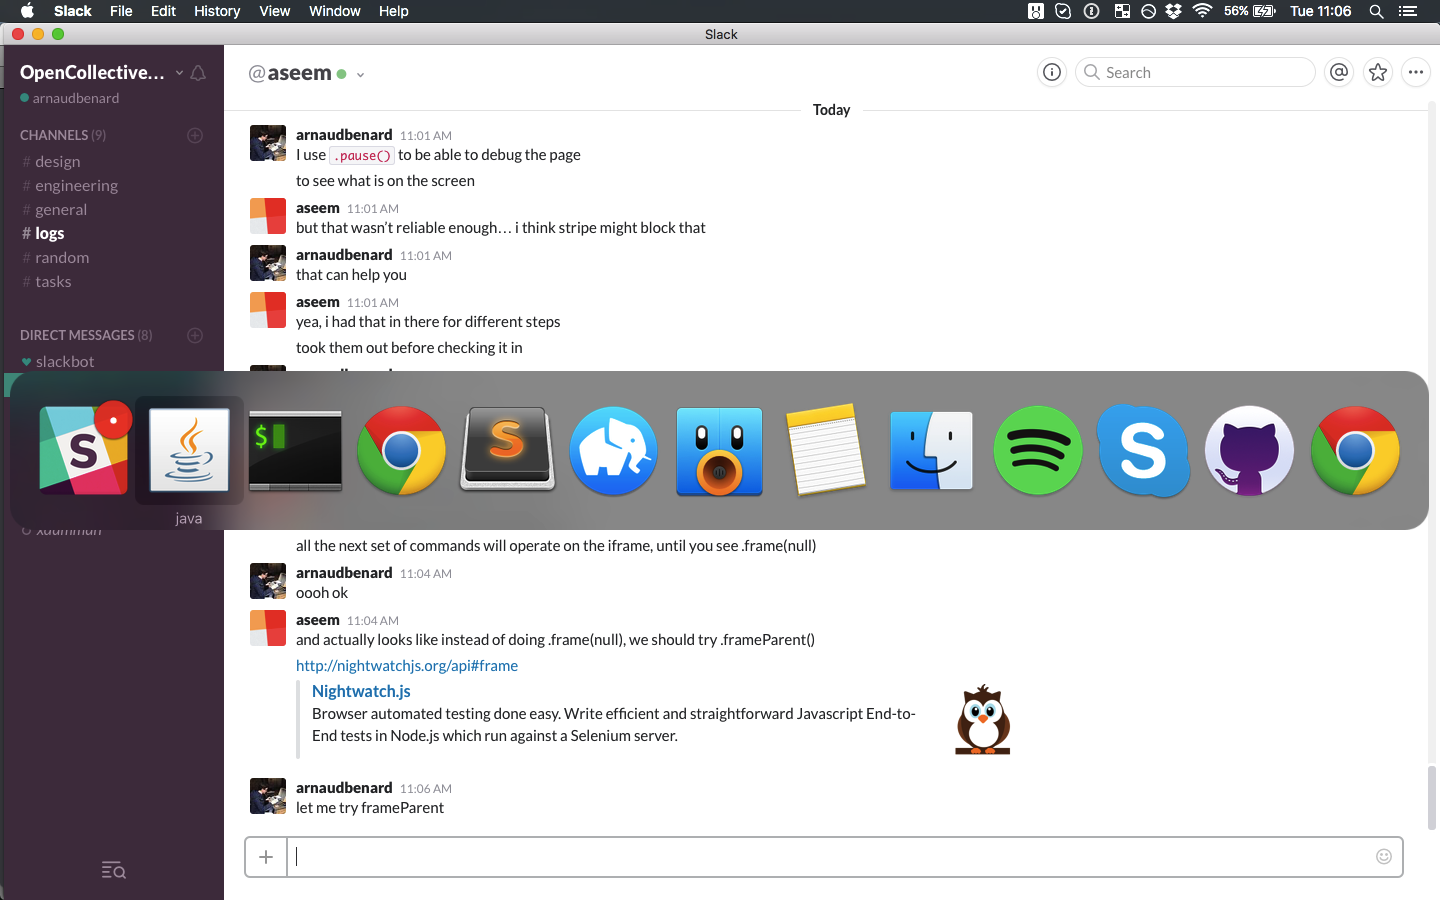 Slack File Edit History View Window Help 56% Tue 11:06
Slack
OpenCollective...
arnaudbenard
CHANNELS (9)
# design
# engineering
# general
# logs
# random
# tasks
DIRECT MESSAGES (8)
slackbot
@aseem
Search
Today
arnaudbenard 11:01 AM
I use .pause() to be able to debug the page
to see what is on the screen
aseem 11:01 AM
but that wasn’t reliable enough… i think stripe might block that
arnaudbenard 11:01 AM
that can help you
aseem 11:01 AM
yea, i had that in there for different steps
took them out before checking it in
$
java
all the next set of commands will operate on the iframe, until you see .frame(null)
arnaudbenard 11:04 AM
oooh ok
aseem 11:04 AM
and actually looks like instead of doing .frame(null), we should try .frameParent()
http://nightwatchjs.org/api#frame
Nightwatch.js
Browser automated testing done easy. Write efficient and straightforward Javascript End-to-
End tests in Node.js which run against a Selenium server.
arnaudbenard 11:06 AM
let me try frameParent